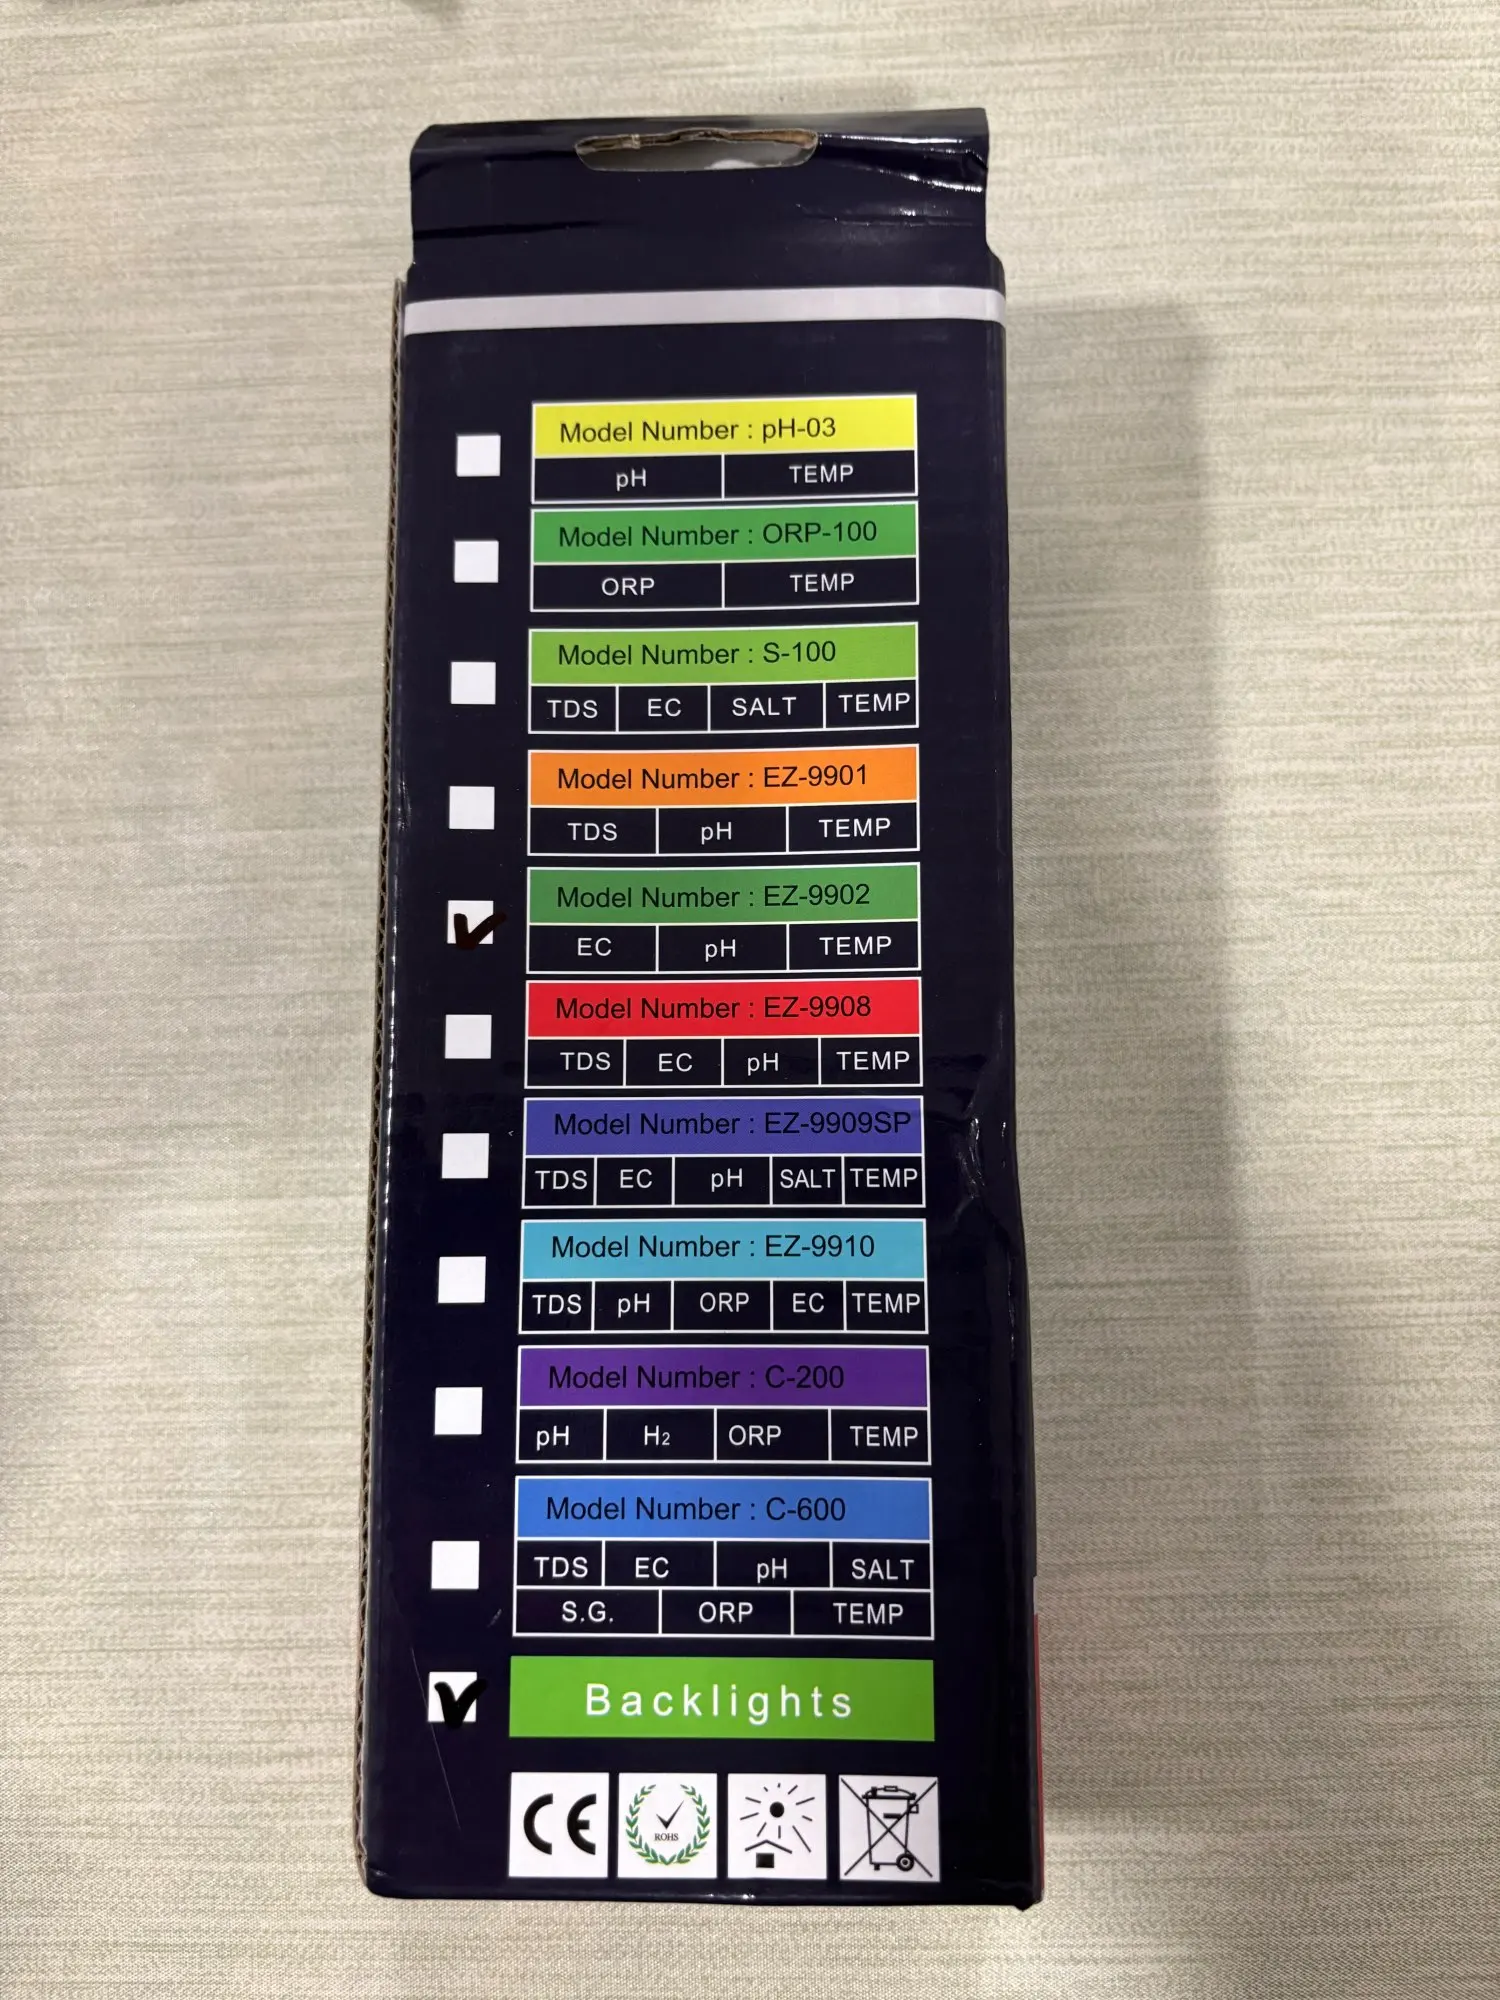 Model Number : pH-03
pH TEMP
Model Number : ORP-100
ORP TEMP
Model Number : S-100
TDS EC SALT TEMP
Model Number : EZ-9901
TDS pH TEMP
Model Number : EZ-9902
EC pH TEMP
Model Number : EZ-9908
TDS EC pH TEMP
Model Number : EZ-9909SP
TDS EC pH SALT TEMP
Model Number : EZ-9910
TDS pH ORP EC TEMP
Model Number : C-200
pH H₂ ORP TEMP
Model Number : C-600
TDS EC pH SALT
S.G. ORP TEMP
Backlights
CE ROHS